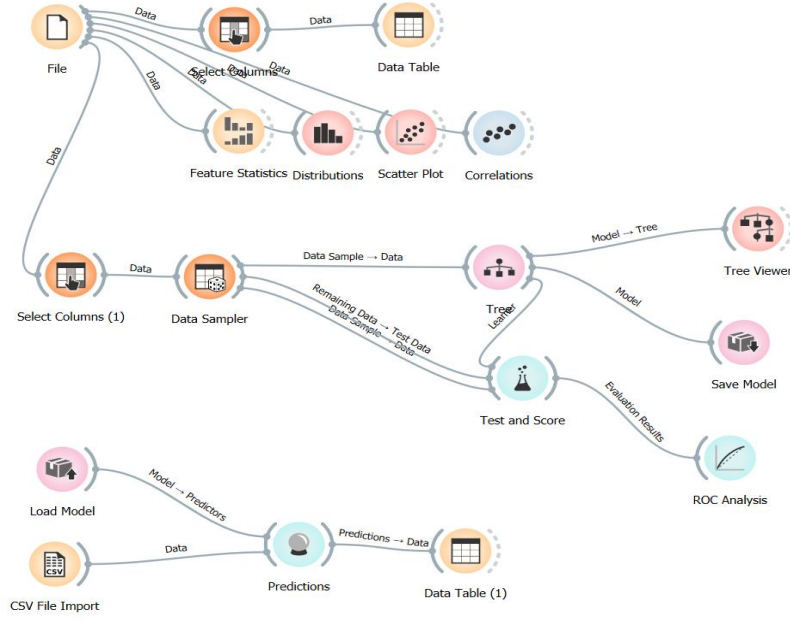 Data
Data
File
Select Columns
Data Table
Data
Data
Data
Data
Feature Statistics
Distributions
Scatter Plot
Correlations
Data
Select Columns (1)
Data
Data Sampler
Data Sample → Data
Remaining Data → Test Data
Data Sample → Data
Tree
Learner
Model → Tree
Tree Viewer
Model
Save Model
Test and Score
Evaluation Results
ROC Analysis
Load Model
Model → Predictors
CSV
CSV File Import
Data
Predictions
Predictions → Data
Data Table (1)